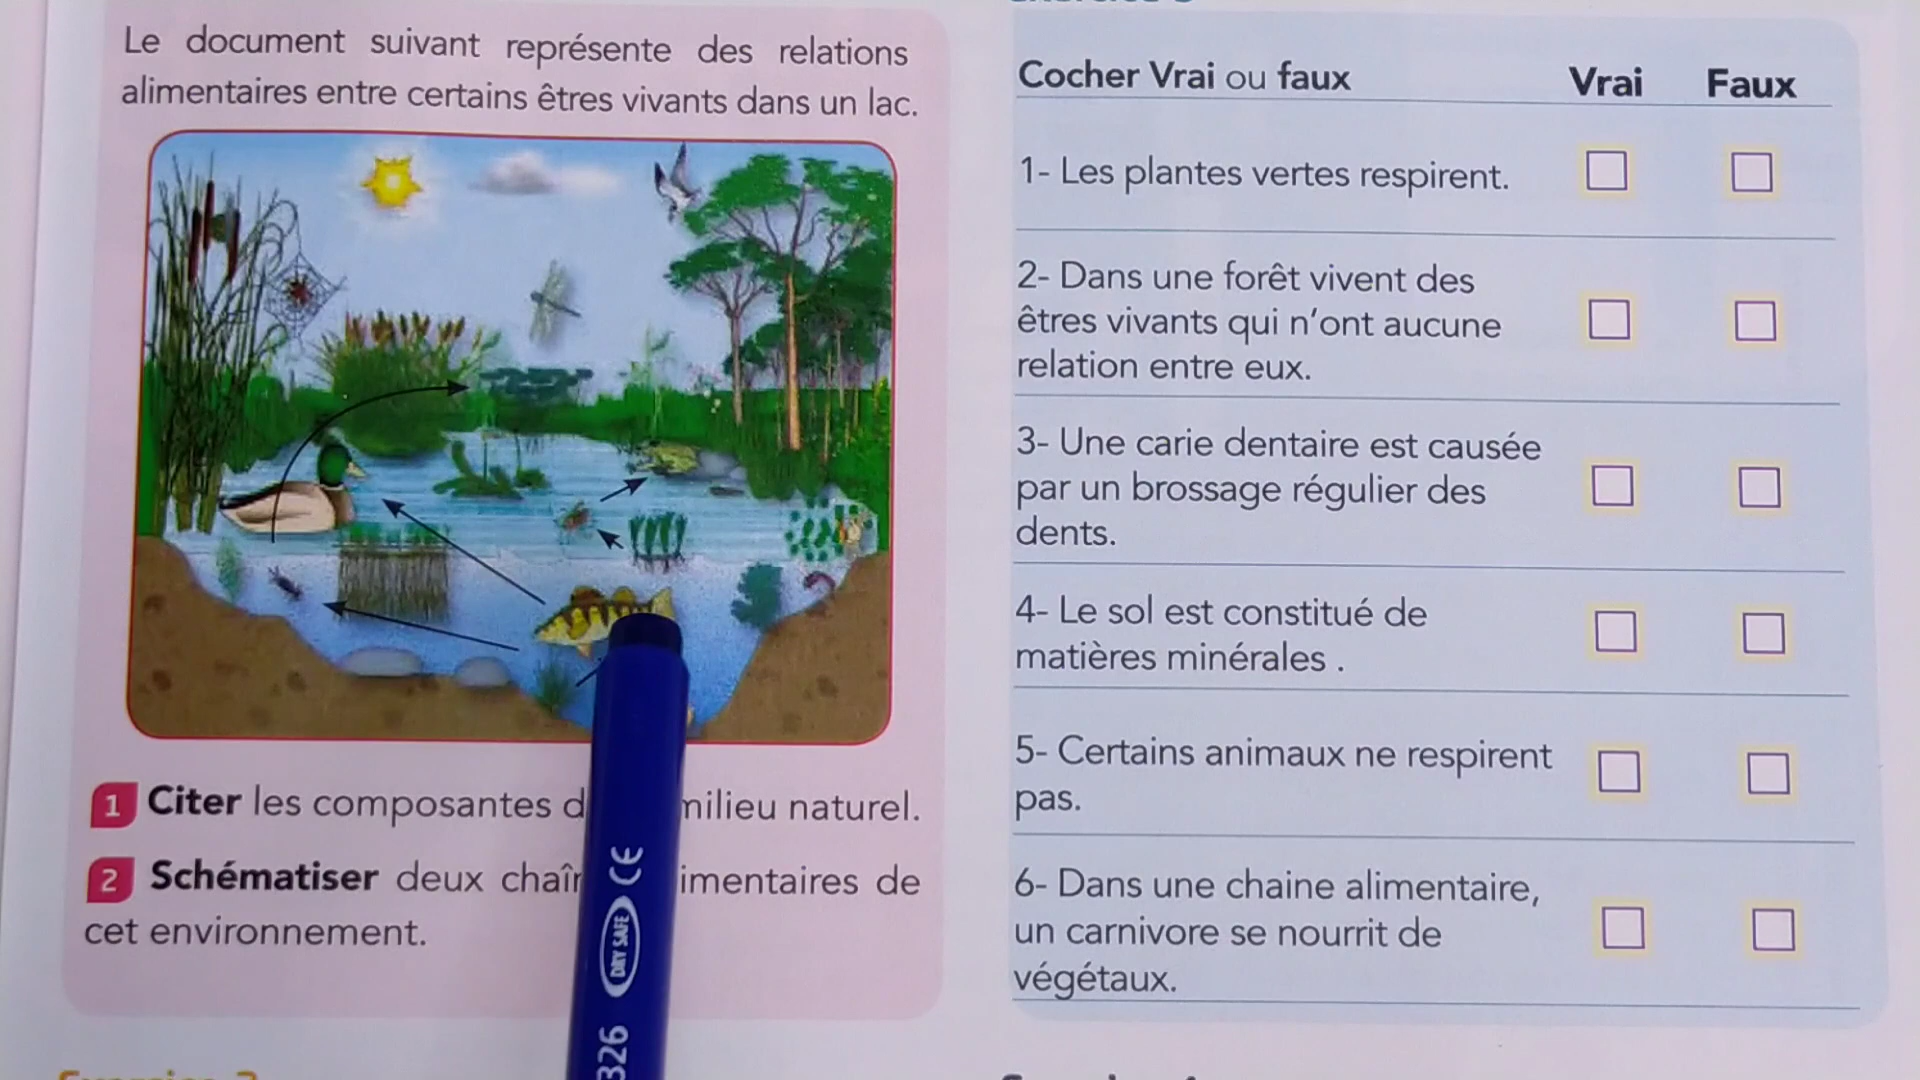 Le document suivant représente des relations
alimentaires entre certains êtres vivants dans un lac.
1 Citer les composantes d milieu naturel.
2 Schématiser deux chaîn imentaires de
cet environnement.
DRY SAFE CE
326
Cocher Vrai ou faux Vrai Faux
1- Les plantes vertes respirent.
2- Dans une forêt vivent des
êtres vivants qui n'ont aucune
relation entre eux.
3- Une carie dentaire est causée
par un brossage régulier des
dents.
4- Le sol est constitué de
matières minérales .
5- Certains animaux ne respirent
pas.
6- Dans une chaine alimentaire,
un carnivore se nourrit de
végétaux.